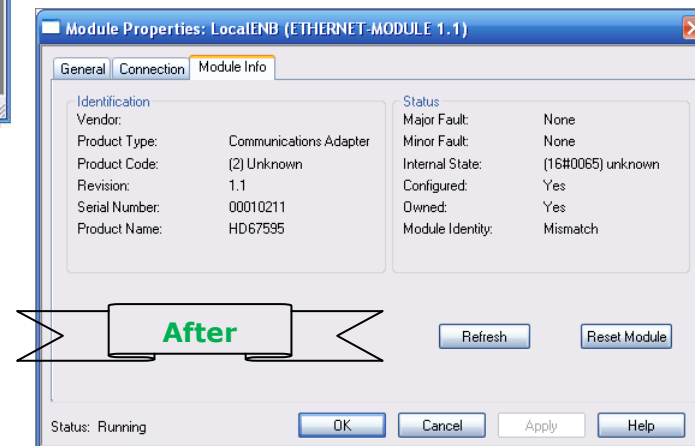 Module Properties: LocalENB (ETHERNET-MODULE 1.1)
General Connection Module Info
Identification
Vendor:
Product Type: Communications Adapter
Product Code: (2) Unknown
Revision: 1.1
Serial Number: 00010211
Product Name: HD67595
Status
Major Fault: None
Minor Fault: None
Internal State: (16#0065) unknown
Configured: Yes
Owned: Yes
Module Identity: Mismatch
After
Refresh Reset Module
Status: Running OK Cancel Apply Help